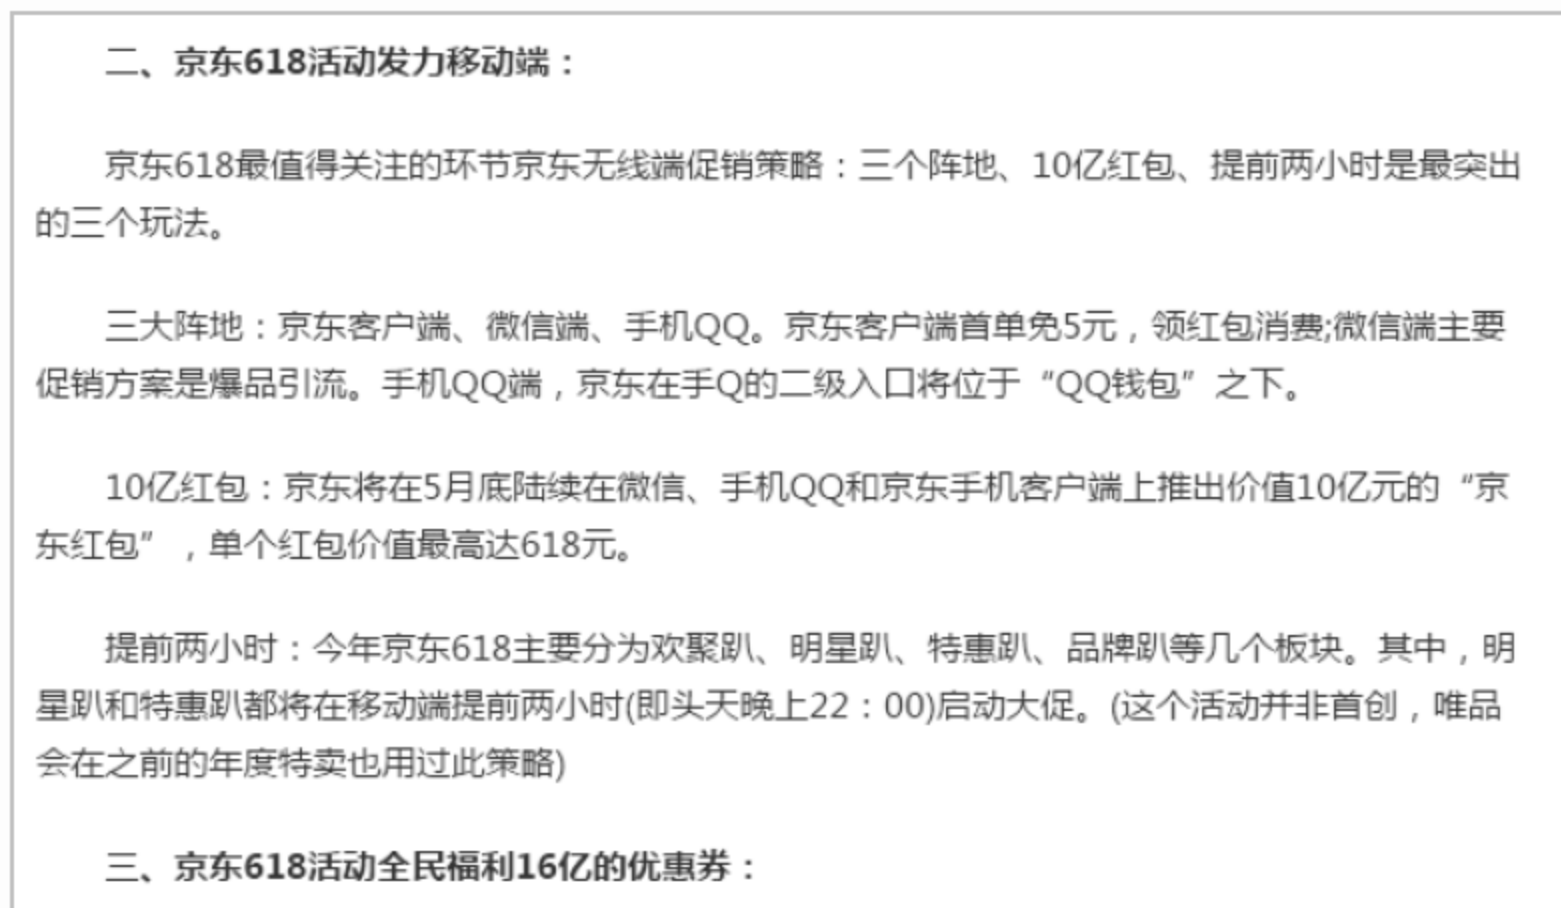 二、京东618活动发力移动端：
京东618最值得关注的环节京东无线端促销策略：三个阵地、10亿红包、提前两小时是最突出
的三个玩法。
三大阵地：京东客户端、微信端、手机QQ。京东客户端首单免5元，领红包消费;微信端主要
促销方案是爆品引流。手机QQ端，京东在手Q的二级入口将位于“QQ钱包”之下。
10亿红包：京东将在5月底陆续在微信、手机QQ和京东手机客户端上推出价值10亿元的“京
东红包”，单个红包价值最高达618元。
提前两小时：今年京东618主要分为欢聚趴、明星趴、特惠趴、品牌趴等几个板块。其中，明
星趴和特惠趴都将在移动端提前两小时(即头天晚上22：00)启动大促。(这个活动并非首创，唯品
会在之前的年度特卖也用过此策略)
三、京东618活动全民福利16亿的优惠券：